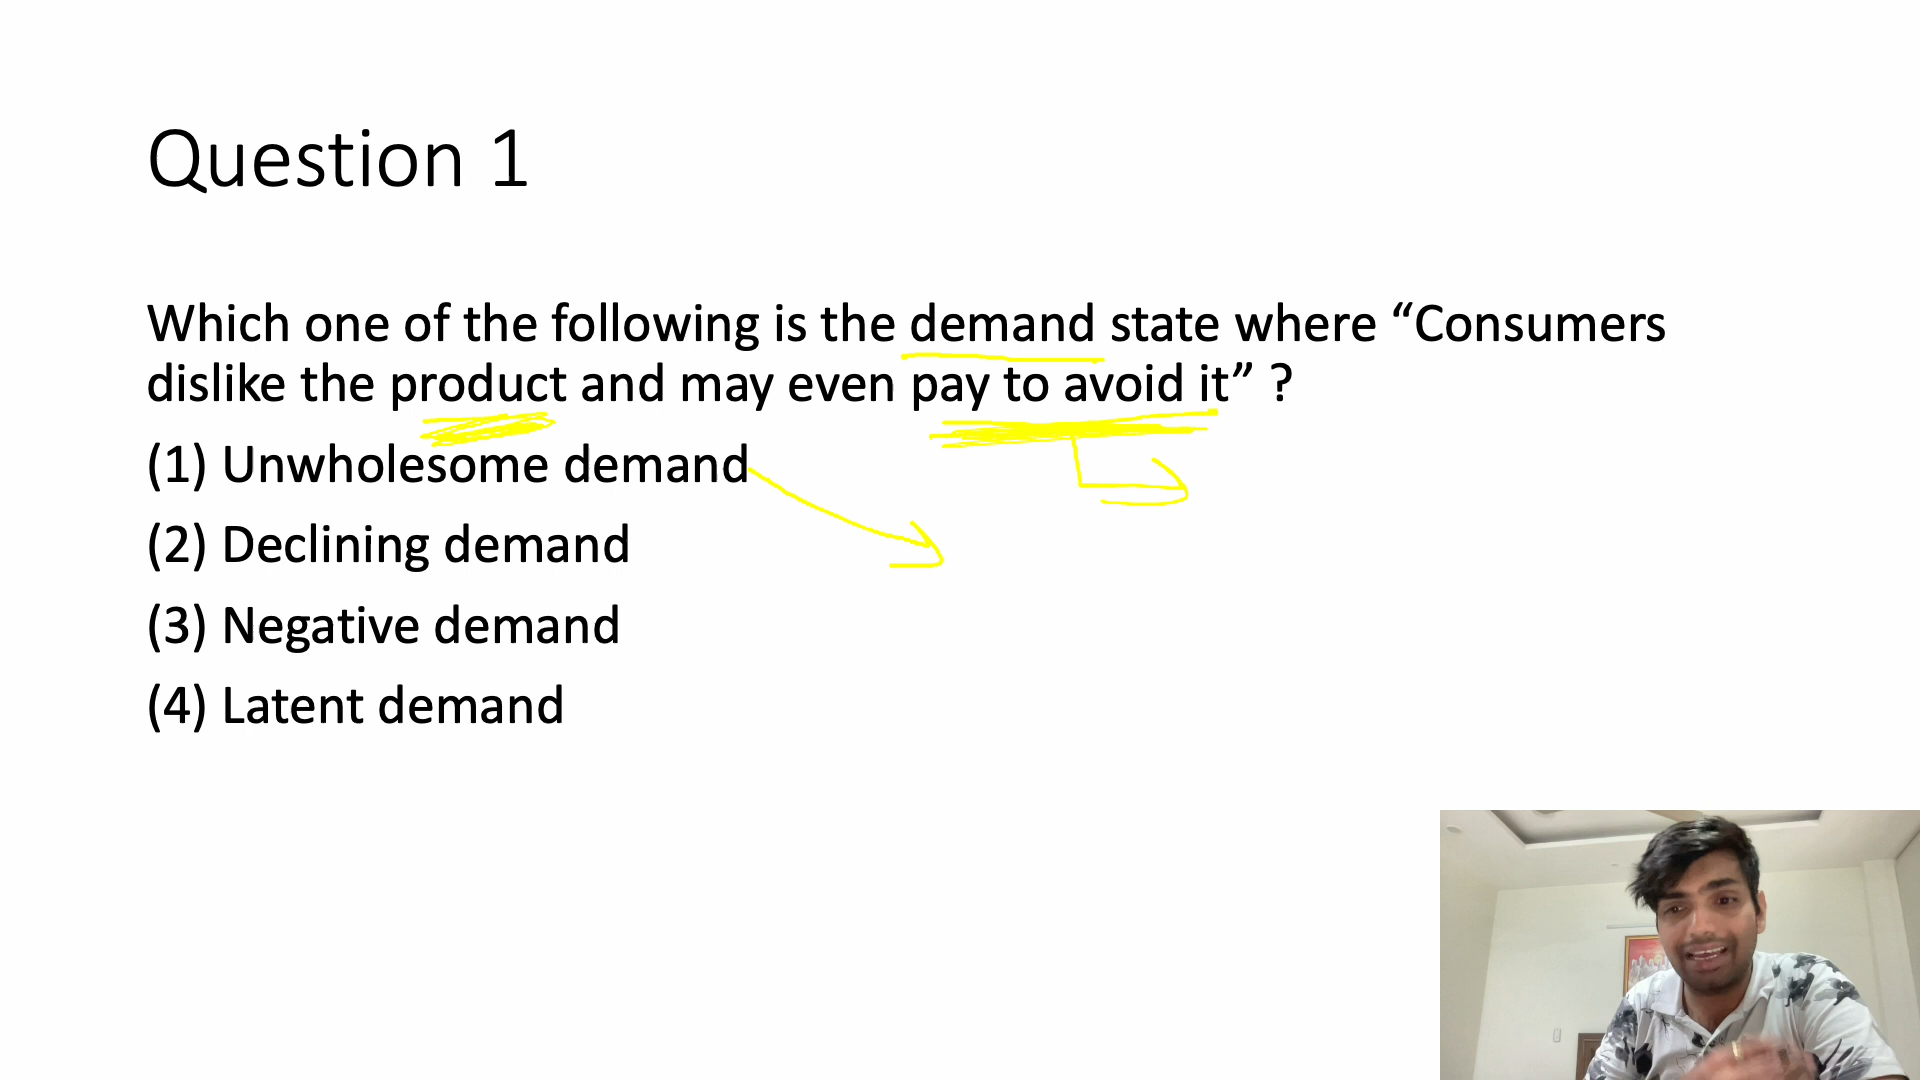 Question 1
Which one of the following is the demand state where “Consumers
dislike the product and may even pay to avoid it” ?
(1) Unwholesome demand
(2) Declining demand
(3) Negative demand
(4) Latent demand